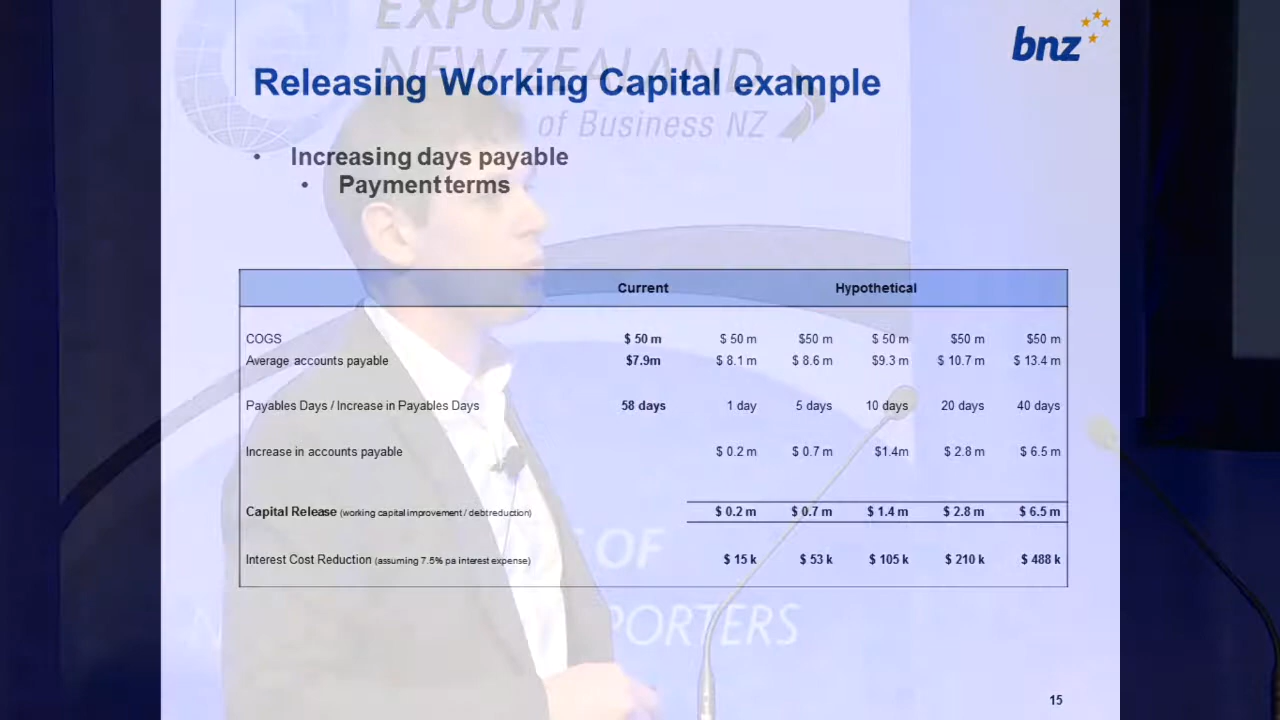 EXPORT
NEW ZEALAND
of Business NZ
bnz
Releasing Working Capital example
• Increasing days payable
• Payment terms
Current Hypothetical
COGS $ 50 m $ 50 m $50 m $ 50 m $50 m $50 m
Average accounts payable $7.9m $ 8.1 m $ 8.6 m $9.3 m $ 10.7 m $ 13.4 m
Payables Days / Increase in Payables Days 58 days 1 day 5 days 10 days 20 days 40 days
Increase in accounts payable $ 0.2 m $ 0.7 m $1.4m $ 2.8 m $ 6.5 m
Capital Release (working capital improvement / debt reduction) $ 0.2 m $ 0.7 m $ 1.4 m $ 2.8 m $ 6.5 m
Interest Cost Reduction (assuming 7.5% pa interest expense) $ 15 k $ 53 k $ 105 k $ 210 k $ 488 k
OF
PORTERS
15